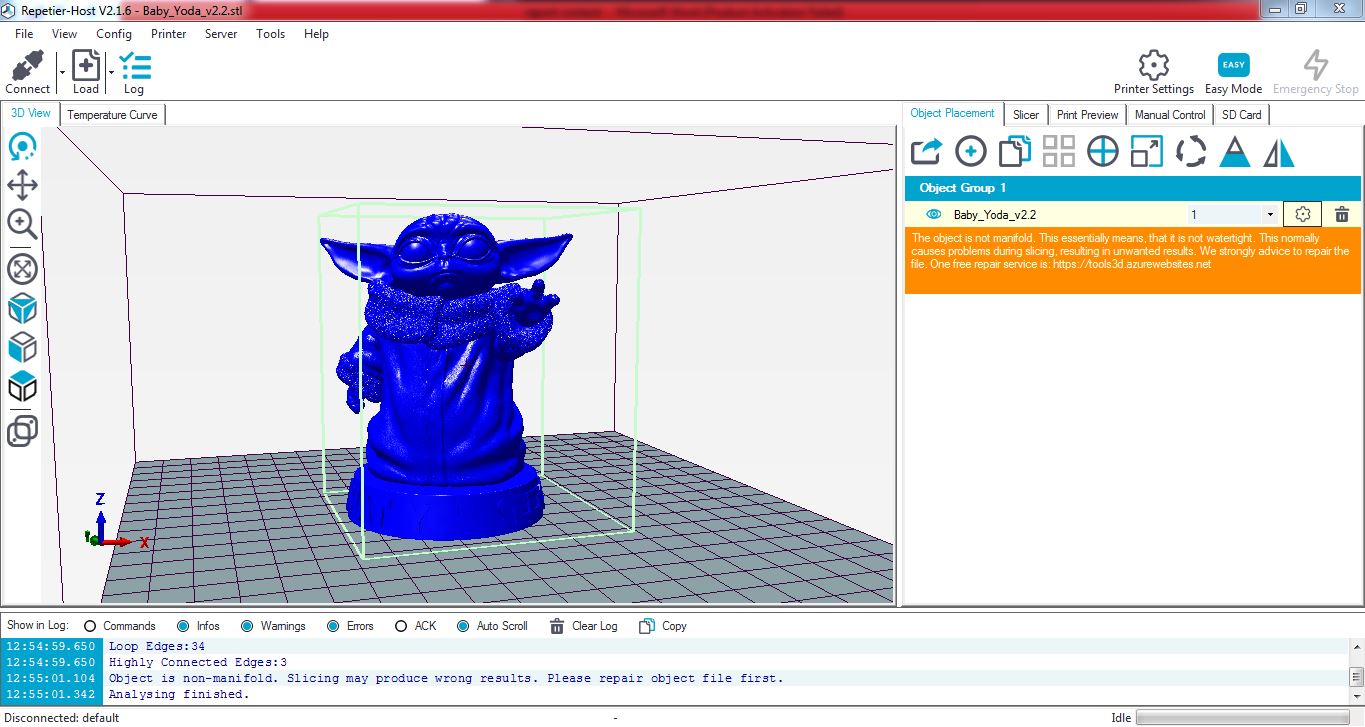 Repetier-Host V2.1.6 - Baby_Yoda_v2.2.stl
File View Config Printer Server Tools Help
Connect Load Log
EASY
Printer Settings Easy Mode Emergency Stop
3D View Temperature Curve
Object Placement Slicer Print Preview Manual Control SD Card
Object Group 1
Baby_Yoda_v2.2 1
The object is not manifold. This essentially means, that it is not watertight. This normally
causes problems during slicing, resulting in unwanted results. We strongly advice to repair the
file. One free repair service is: https://tools3d.azurewebsites.net
Z
Y
X
Show in Log: Commands Infos Warnings Errors ACK Auto Scroll Clear Log Copy
12:54:59.650 Loop Edges:34
12:54:59.650 Highly Connected Edges:3
12:55:01.104 Object is non-manifold. Slicing may produce wrong results. Please repair object file first.
12:55:01.342 Analysing finished.
Disconnected: default - Idle